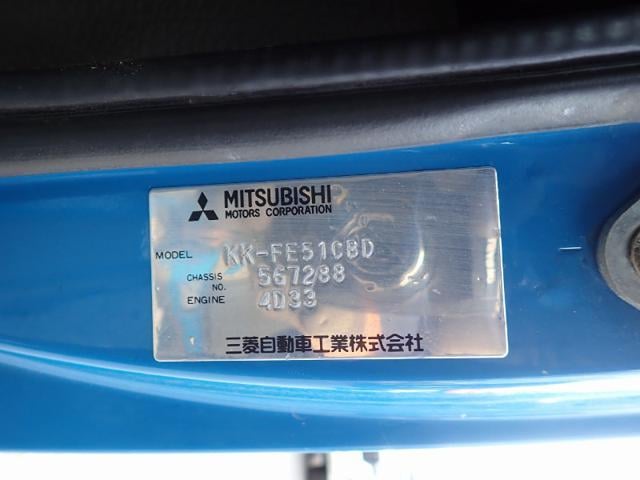 MITSUBISHI
MOTORS CORPORATION
MODEL KK-FE51CBD
CHASSIS NO. 567288
ENGINE 4D33
三菱自動車工業株式会社